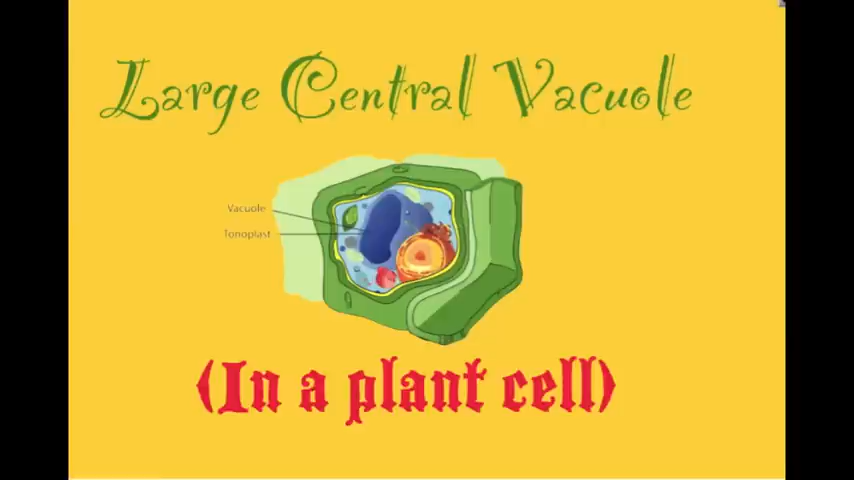 Large Central Vacuole
Vacuole
Tonoplast
(In a plant cell)